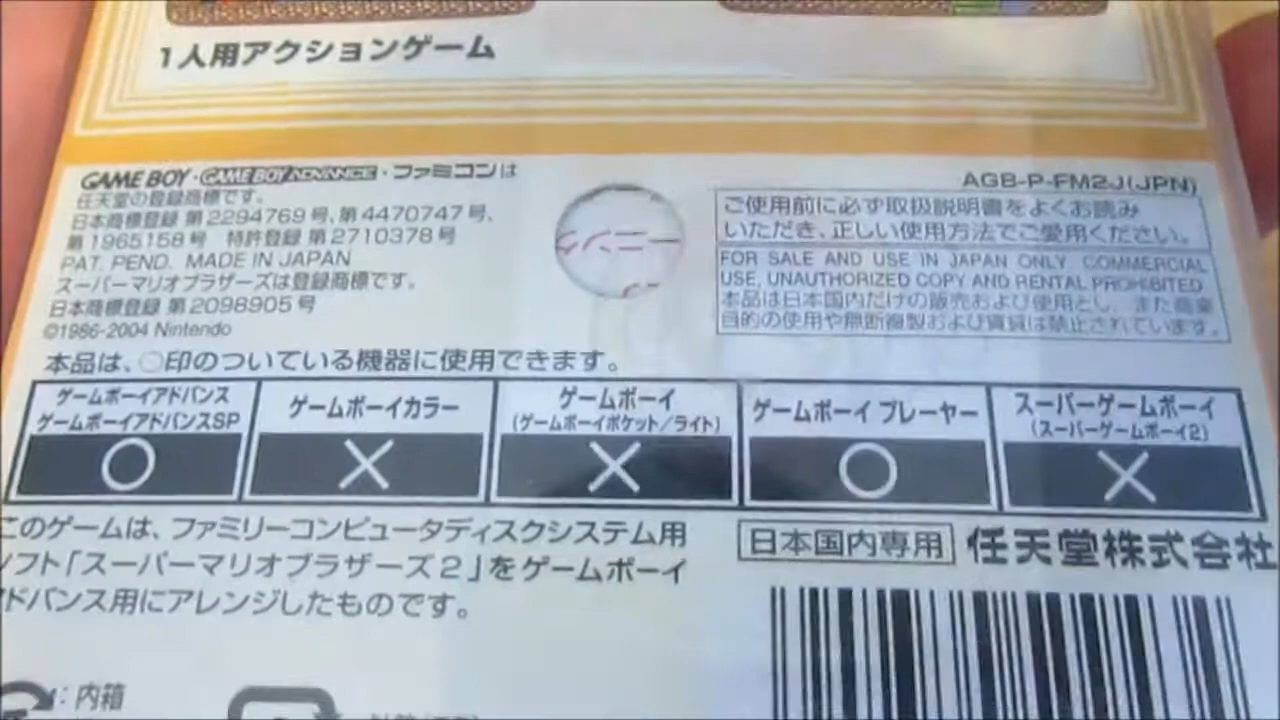 1人用アクションゲーム
GAME BOY・GAME BOY ADVANCE・ファミコンは
任天堂の登録商標です。
日本商標登録 第2294769号、第4470747号、
第1965158号 特許登録 第2710378号
PAT. PEND. MADE IN JAPAN
スーパーマリオブラザーズは登録商標です。
日本商標登録 第2098905号
©1986-2004 Nintendo
AGB-P-FM2J(JPN)
ご使用前に必ず取扱説明書をよくお読み
いただき、正しい使用方法でご愛用ください。
FOR SALE AND USE IN JAPAN ONLY COMMERCIAL
USE, UNAUTHORIZED COPY AND RENTAL PROHIBITED
本品は日本国内だけの販売および使用とし、また商業
目的の使用や無断複製および賃貸は禁止されています。
本品は、○印のついている機器に使用できます。
ゲームボーイアドバンス
ゲームボーイアドバンスSP
○
ゲームボーイカラー
×
ゲームボーイ
(ゲームボーイポケット/ライト)
×
ゲームボーイ プレーヤー
○
スーパーゲームボーイ
(スーパーゲームボーイ2)
×
このゲームは、ファミリーコンピュータディスクシステム用
ソフト「スーパーマリオブラザーズ2」をゲームボーイ
ドバンス用にアレンジしたものです。
日本国内専用
任天堂株式会社
:内箱